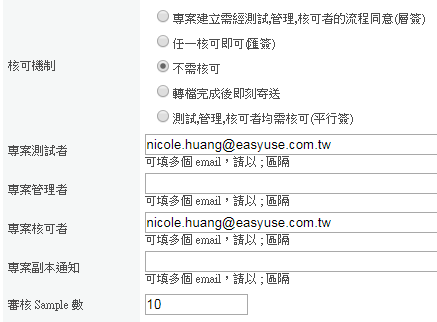 專案建立需經測試,管理,核可者的流程同意(層簽)
任一核可即可(匯簽)
核可機制
不需核可
轉檔完成後即刻寄送
測試,管理,核可者均需核可(平行簽)
專案測試者
nicole.huang@easyuse.com.tw
可填多個 email，請以 ; 區隔
專案管理者
可填多個 email，請以 ; 區隔
專案核可者
nicole.huang@easyuse.com.tw
可填多個 email，請以 ; 區隔
專案副本通知
可填多個 email，請以 ; 區隔
審核 Sample 數
10